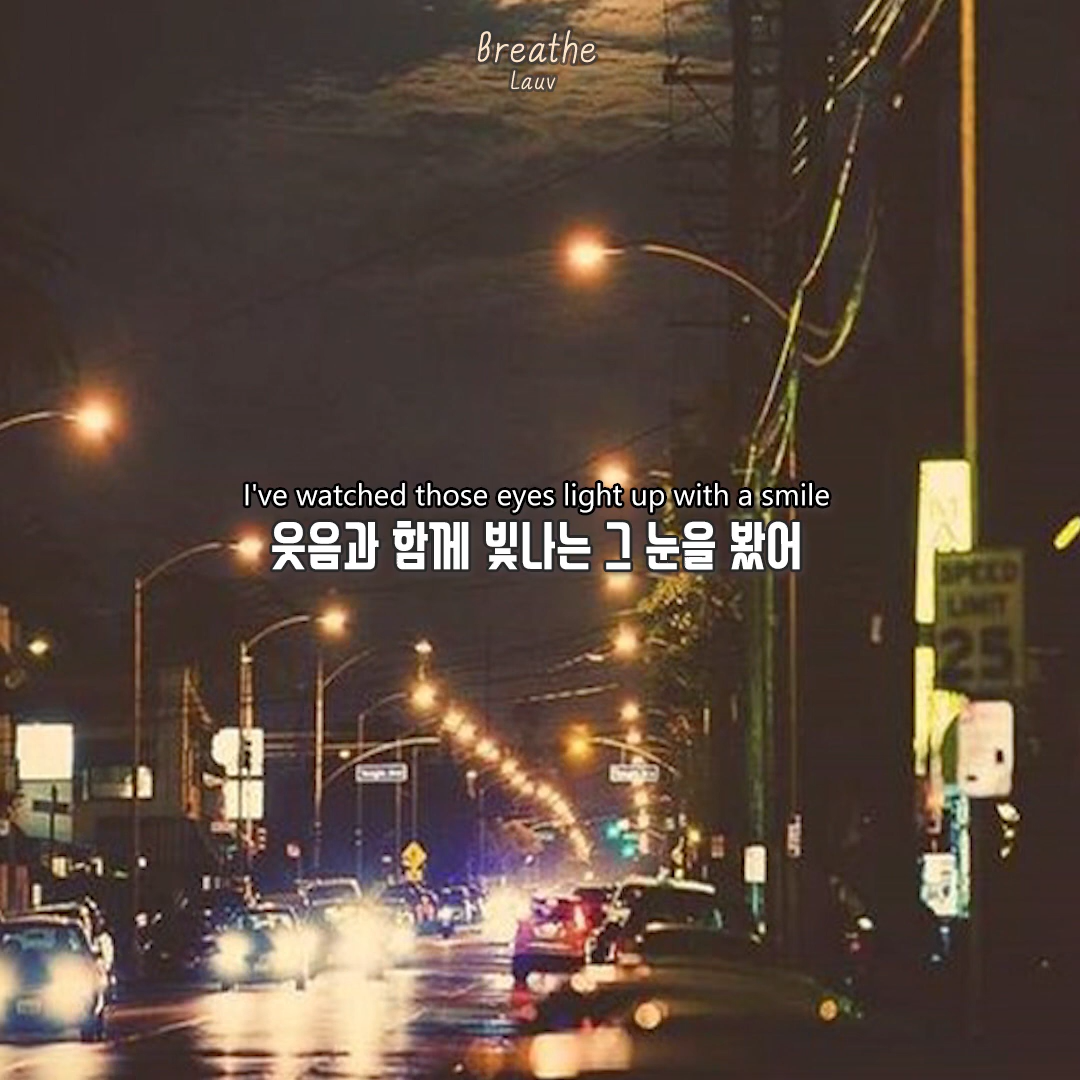 Breathe
Lauv
I've watched those eyes light up with a smile
웃음과 함께 빛나는 그 눈을 봤어
SPEED
LIMIT
25